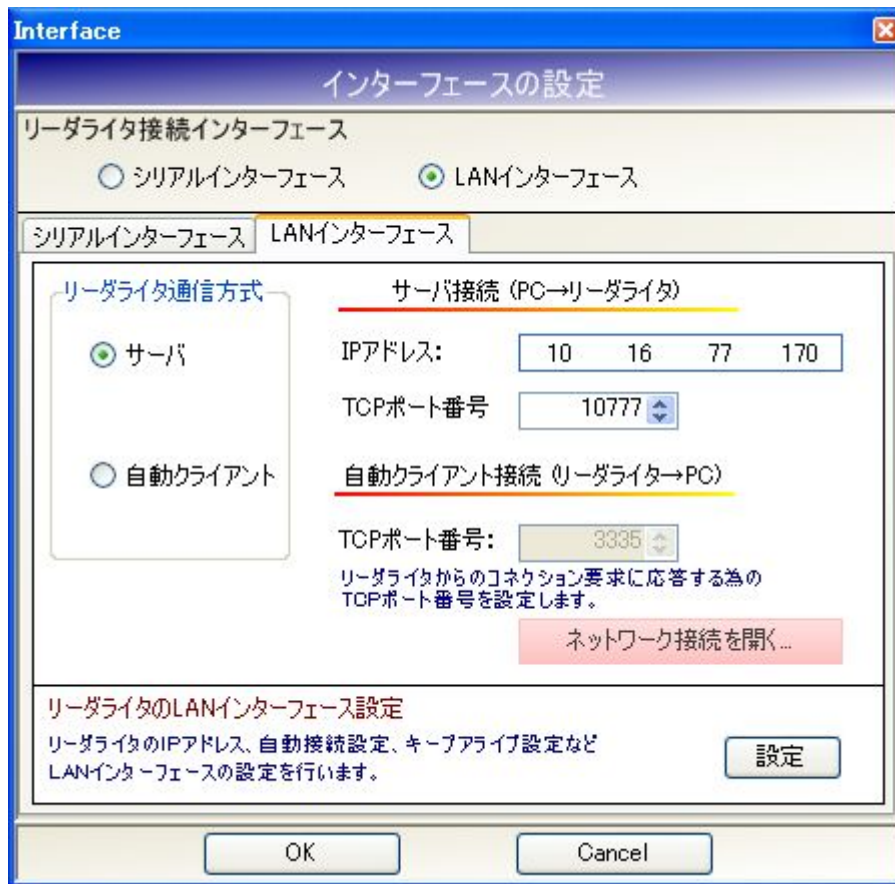 Interface
インターフェースの設定
リーダライタ接続インターフェース
シリアルインターフェース LANインターフェース
シリアルインターフェース LANインターフェース
リーダライタ通信方式
サーバ
自動クライアント
サーバ接続 (PC→リーダライタ)
IPアドレス: 10 16 77 170
TCPポート番号 10777
自動クライアント接続 (リーダライタ→PC)
TCPポート番号: 3335
リーダライタからのコネクション要求に応答する為の
TCPポート番号を設定します。
ネットワーク接続を開く...
リーダライタのLANインターフェース設定
リーダライタのIPアドレス、自動接続設定、キープアライブ設定など
LANインターフェースの設定を行います。
設定
OK Cancel